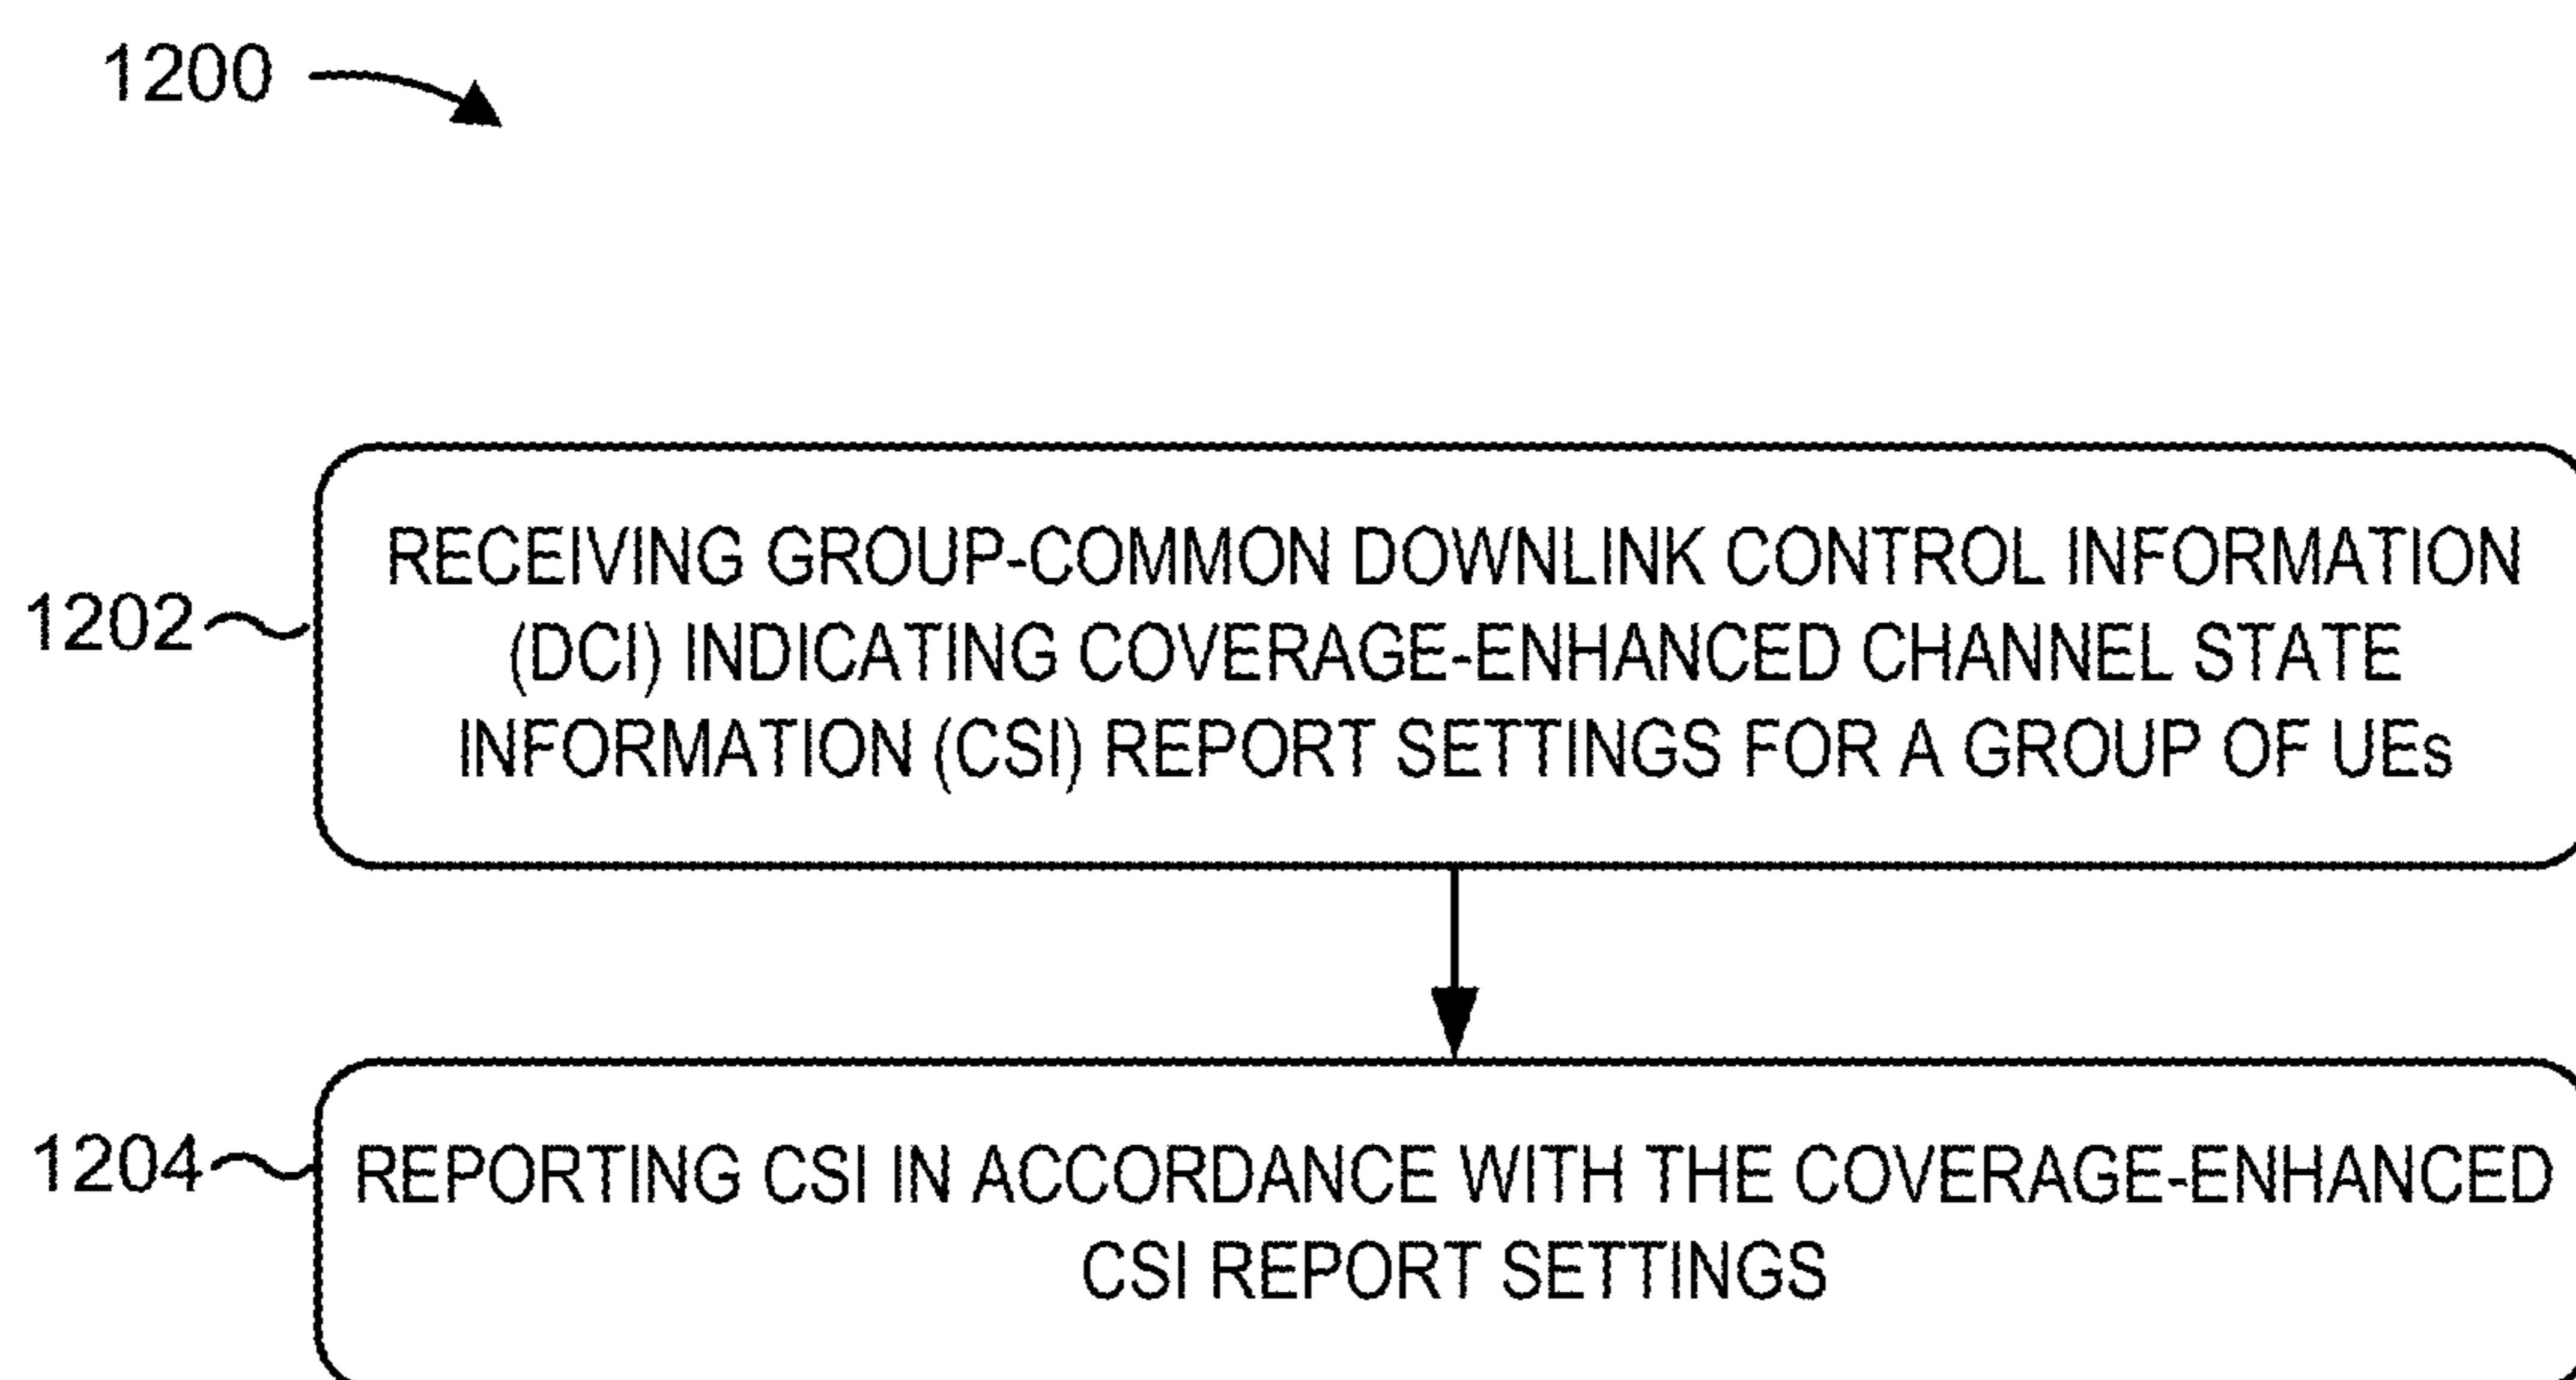 1200
1202
RECEIVING GROUP-COMMON DOWNLINK CONTROL INFORMATION
(DCI) INDICATING COVERAGE-ENHANCED CHANNEL STATE
INFORMATION (CSI) REPORT SETTINGS FOR A GROUP OF UEs
1204
REPORTING CSI IN ACCORDANCE WITH THE COVERAGE-ENHANCED
CSI REPORT SETTINGS